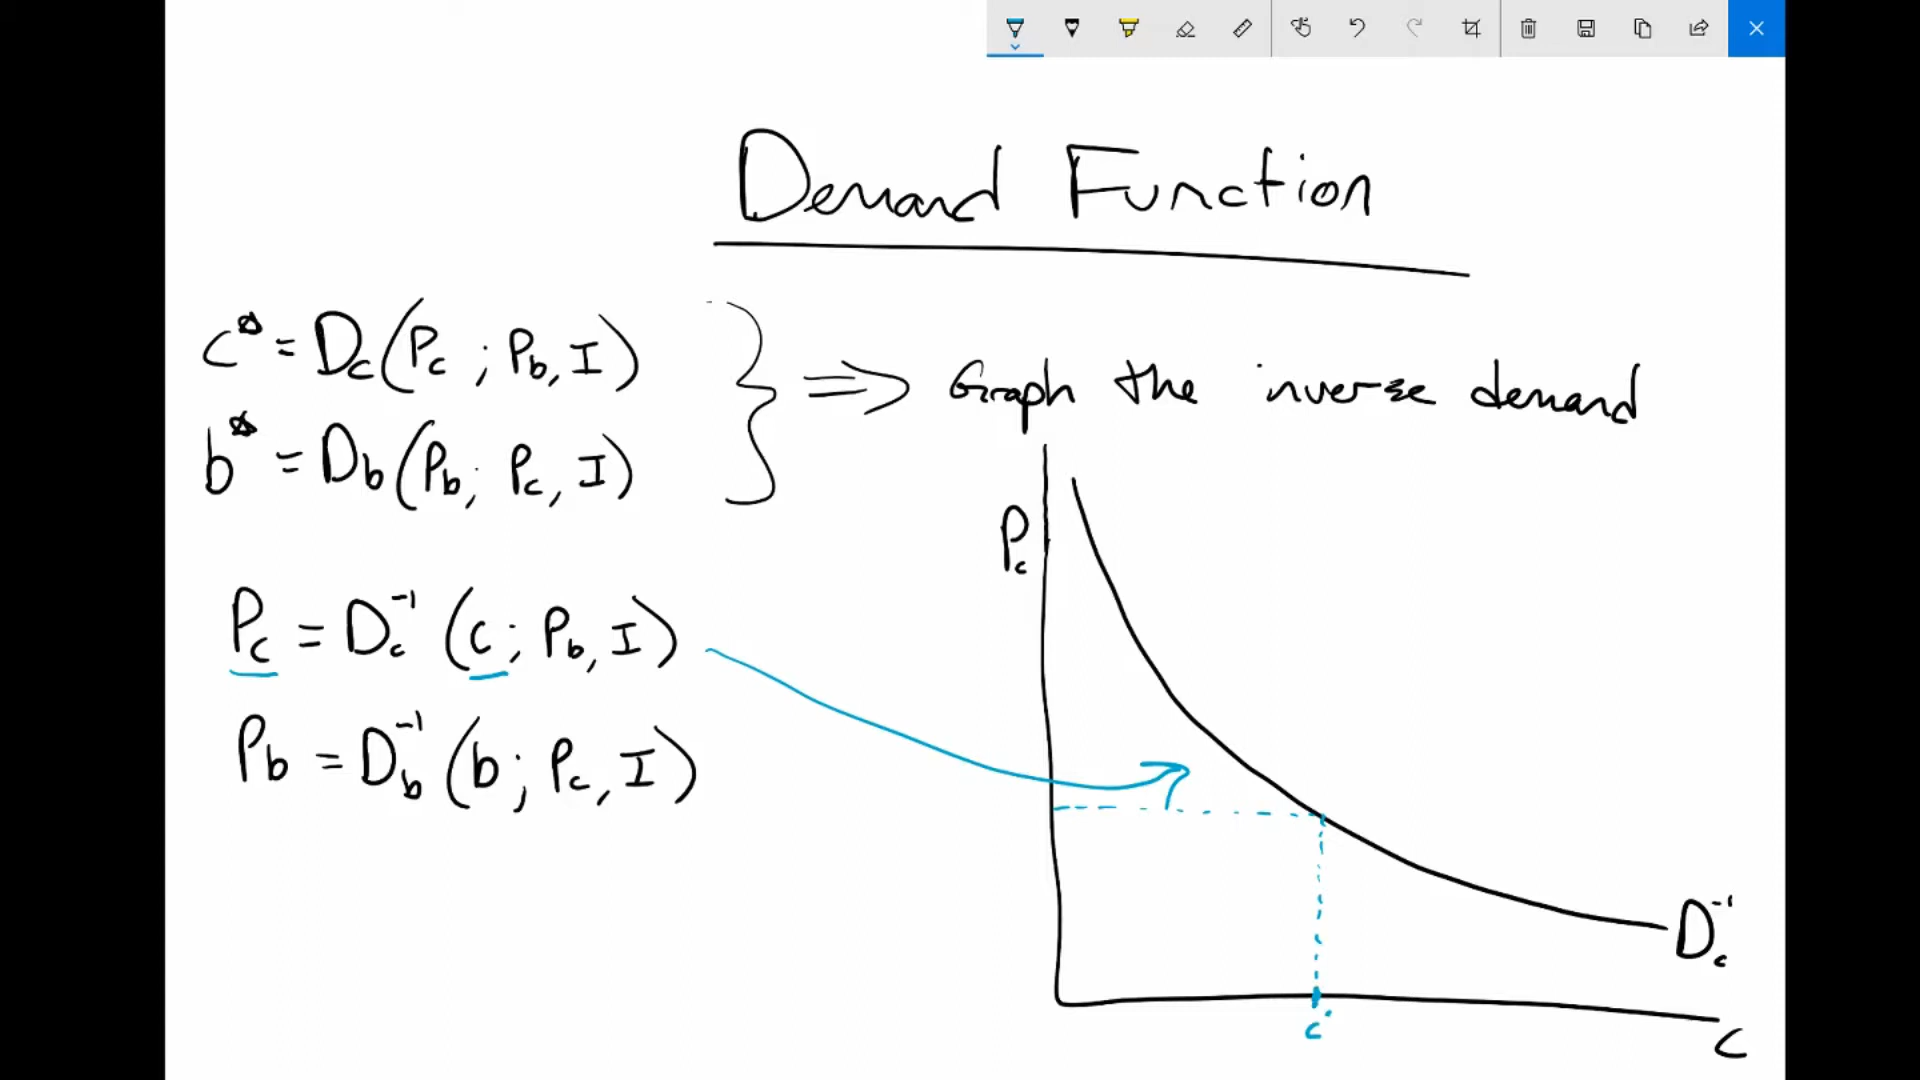 Demand Function
c* = Dc(Pc ; Pb, I)
b* = Db(Pb; Pc, I)
} ⇒ Graph the inverse demand
Pc = Dc⁻¹ (c; Pb, I)
Pb = Db⁻¹ (b; Pc, I)
Pc
Dc⁻¹
c'
c